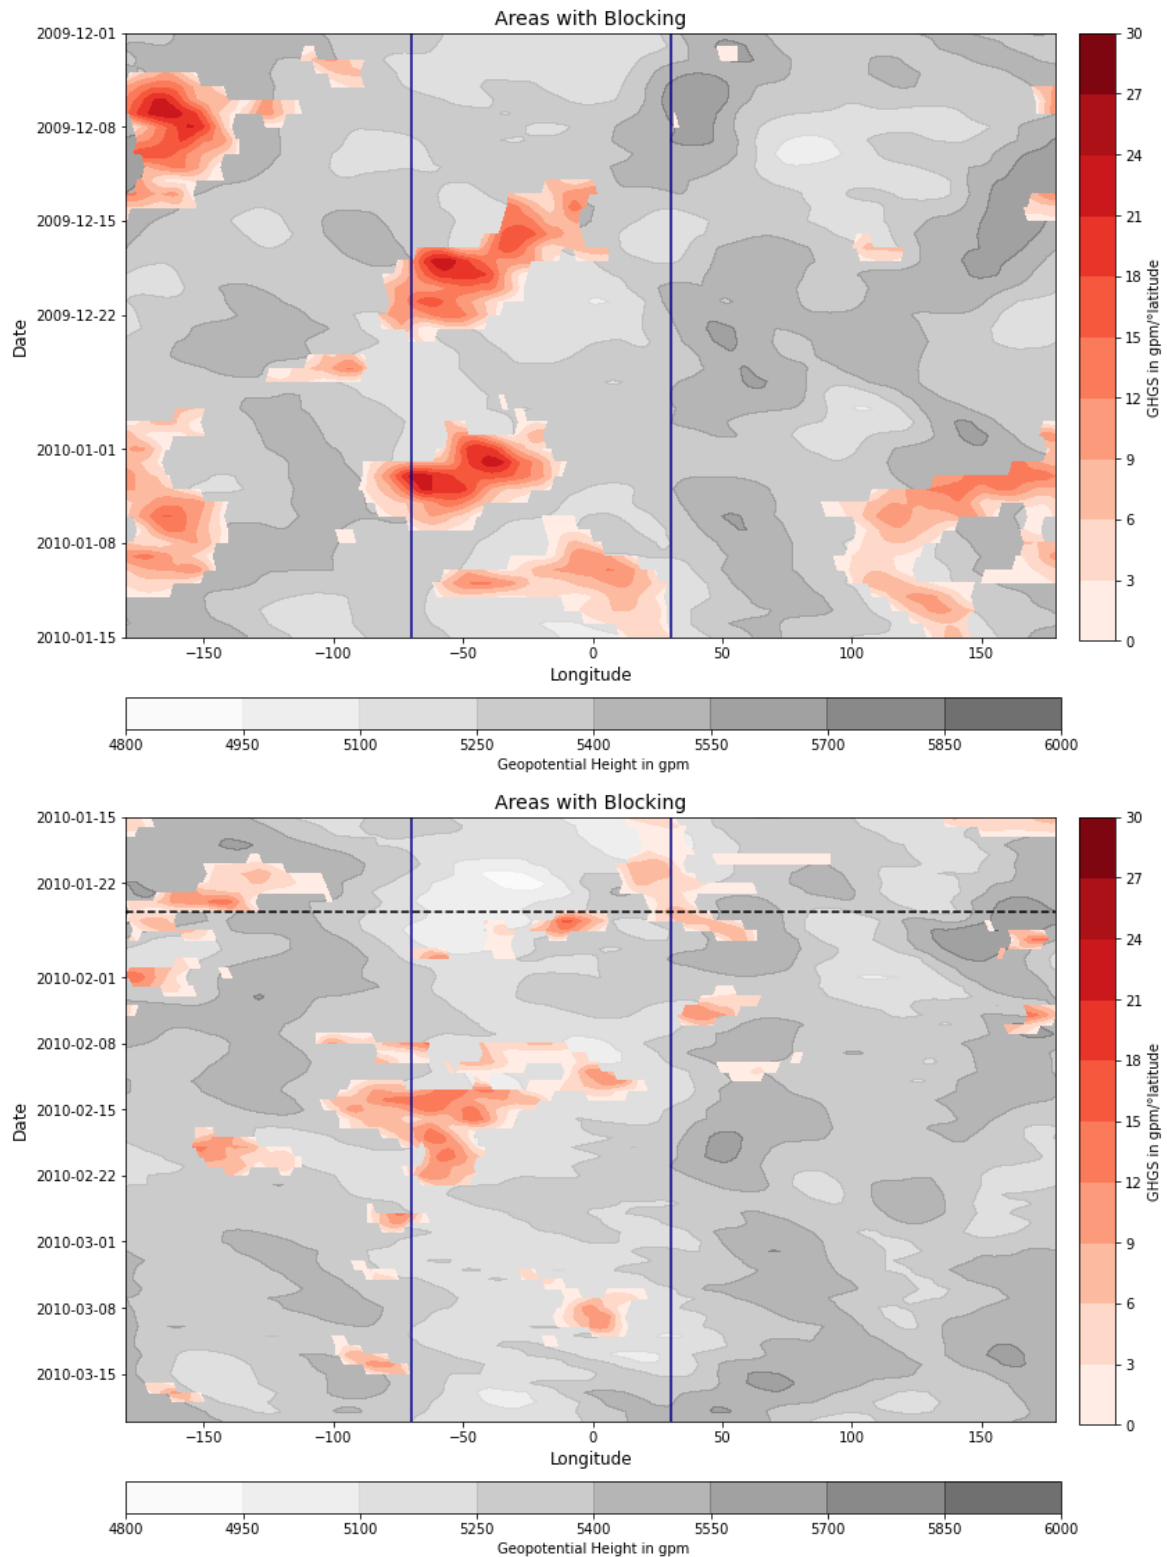 Areas with Blocking
2009-12-01
2009-12-08
2009-12-15
2009-12-22
2010-01-01
2010-01-08
2010-01-15
Date
−150 −100 −50 0 50 100 150
Longitude
30
27
24
21
18
15
12
9
6
3
0
GHGS in gpm/°latitude
4800 4950 5100 5250 5400 5550 5700 5850 6000
Geopotential Height in gpm
Areas with Blocking
2010-01-15
2010-01-22
2010-02-01
2010-02-08
2010-02-15
2010-02-22
2010-03-01
2010-03-08
2010-03-15
Date
−150 −100 −50 0 50 100 150
Longitude
30
27
24
21
18
15
12
9
6
3
0
GHGS in gpm/°latitude
4800 4950 5100 5250 5400 5550 5700 5850 6000
Geopotential Height in gpm